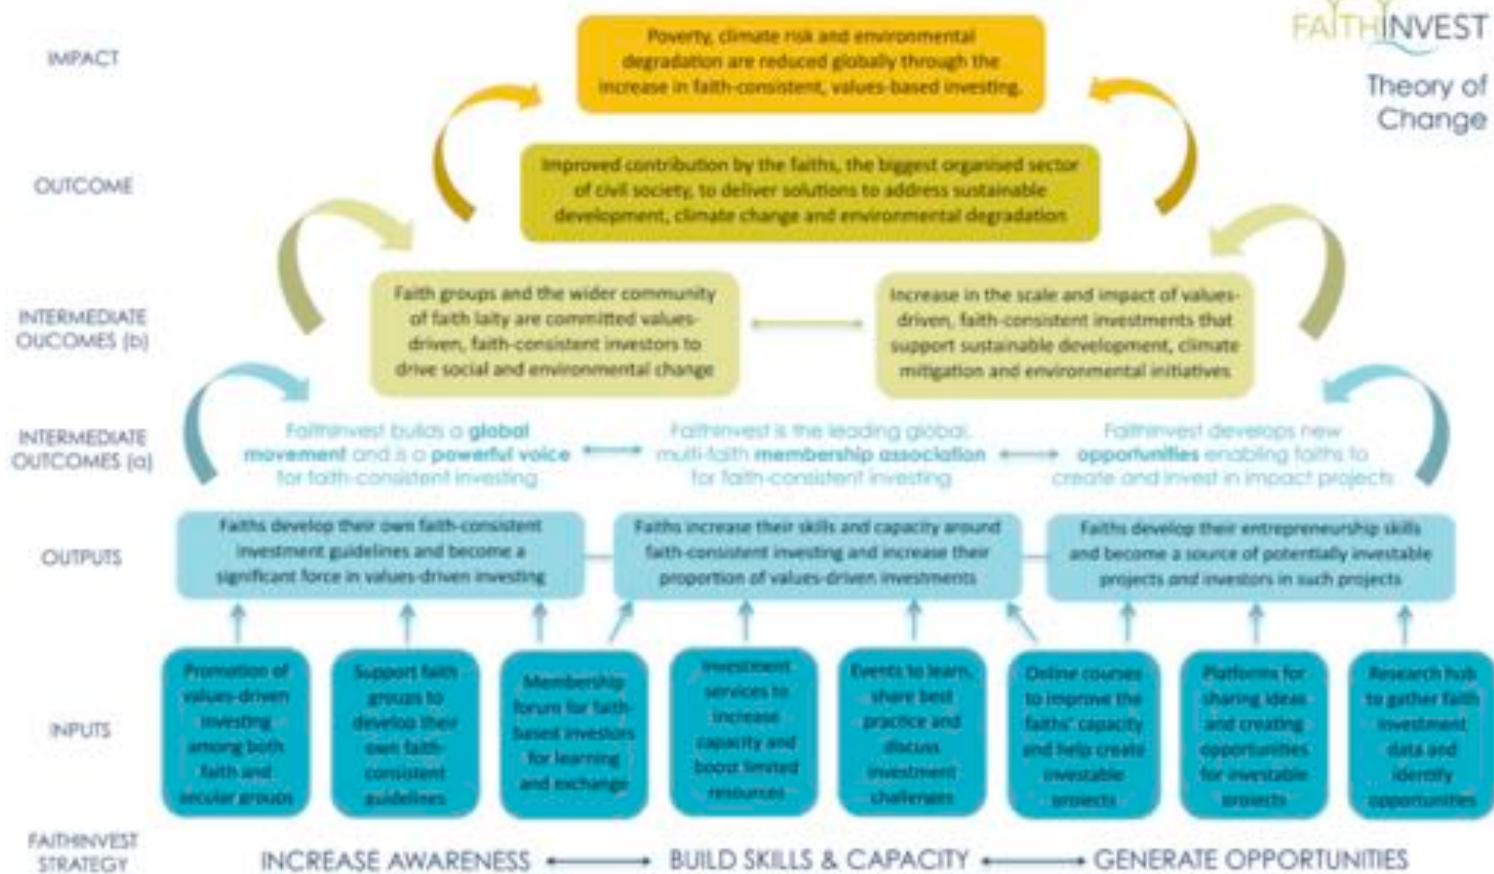 FAITHINVEST
Theory of
Change
IMPACT
Poverty, climate risk and environmental
degradation are reduced globally through the
increase in faith-consistent, values-based investing.
OUTCOME
Improved contribution by the faiths, the biggest organised sector
of civil society, to deliver solutions to address sustainable
development, climate change and environmental degradation
INTERMEDIATE
OUCOMES (b)
Faith groups and the wider community
of faith laity are committed values-
driven, faith-consistent investors to
drive social and environmental change
Increase in the scale and impact of values-
driven, faith-consistent investments that
support sustainable development, climate
mitigation and environmental initiatives
INTERMEDIATE
OUTCOMES (a)
FaithInvest builds a global
movement and is a powerful voice
for faith-consistent investing
FaithInvest is the leading global,
multi-faith membership association
for faith-consistent investing
FaithInvest develops new
opportunities enabling faiths to
create and invest in impact projects
OUTPUTS
Faiths develop their own faith-consistent
investment guidelines and become a
significant force in values-driven investing
Faiths increase their skills and capacity around
faith-consistent investing and increase their
proportion of values-driven investments
Faiths develop their entrepreneurship skills
and become a source of potentially investable
projects and investors in such projects
INPUTS
Promotion of
values-driven
investing
among both
faith and
secular groups
Support faith
groups to
develop their
own faith-
consistent
guidelines
Membership
forum for faith-
based investors
for learning
and exchange
Investment
services to
increase
capacity and
boost limited
resources
Events to learn,
share best
practice and
discuss
investment
challenges
Online courses
to improve the
faiths' capacity
and help create
investable
projects
Platforms for
sharing ideas
and creating
opportunities
for investable
projects
Research hub
to gather faith
investment
data and
identify
opportunities
FAITHINVEST
STRATEGY
INCREASE AWARENESS
BUILD SKILLS & CAPACITY
GENERATE OPPORTUNITIES